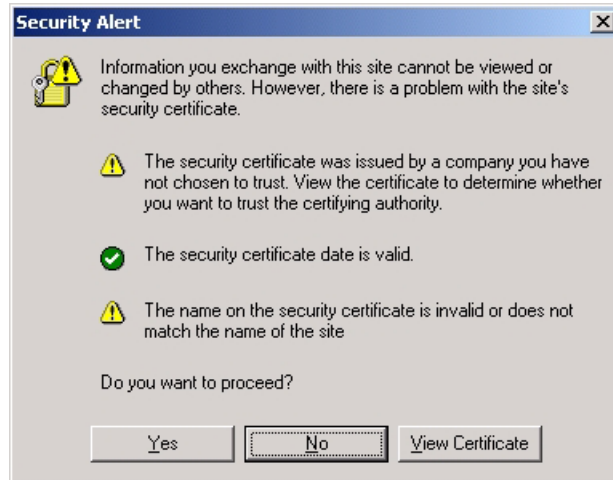 Security Alert
Information you exchange with this site cannot be viewed or
changed by others. However, there is a problem with the site's
security certificate.
The security certificate was issued by a company you have
not chosen to trust. View the certificate to determine whether
you want to trust the certifying authority.
The security certificate date is valid.
The name on the security certificate is invalid or does not
match the name of the site
Do you want to proceed?
Yes
No
View Certificate